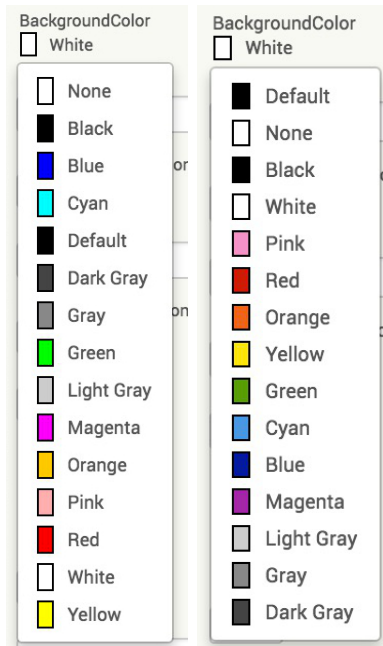 BackgroundColor
White
None
Black
Blue
Cyan
Default
Dark Gray
Gray
Green
Light Gray
Magenta
Orange
Pink
Red
White
Yellow
or
on
BackgroundColor
White
Default
None
Black
White
Pink
Red
Orange
Yellow
Green
Cyan
Blue
Magenta
Light Gray
Gray
Dark Gray